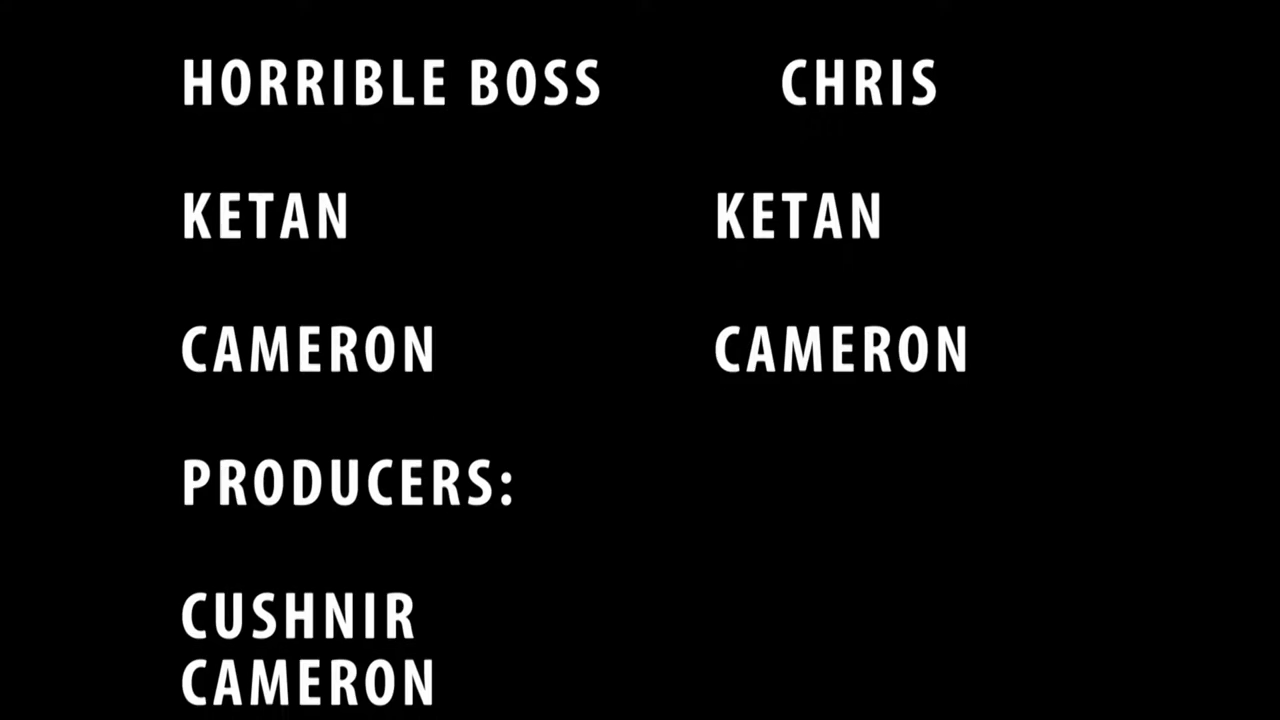 HORRIBLE BOSS CHRIS
KETAN KETAN
CAMERON CAMERON
PRODUCERS:
CUSHNIR
CAMERON